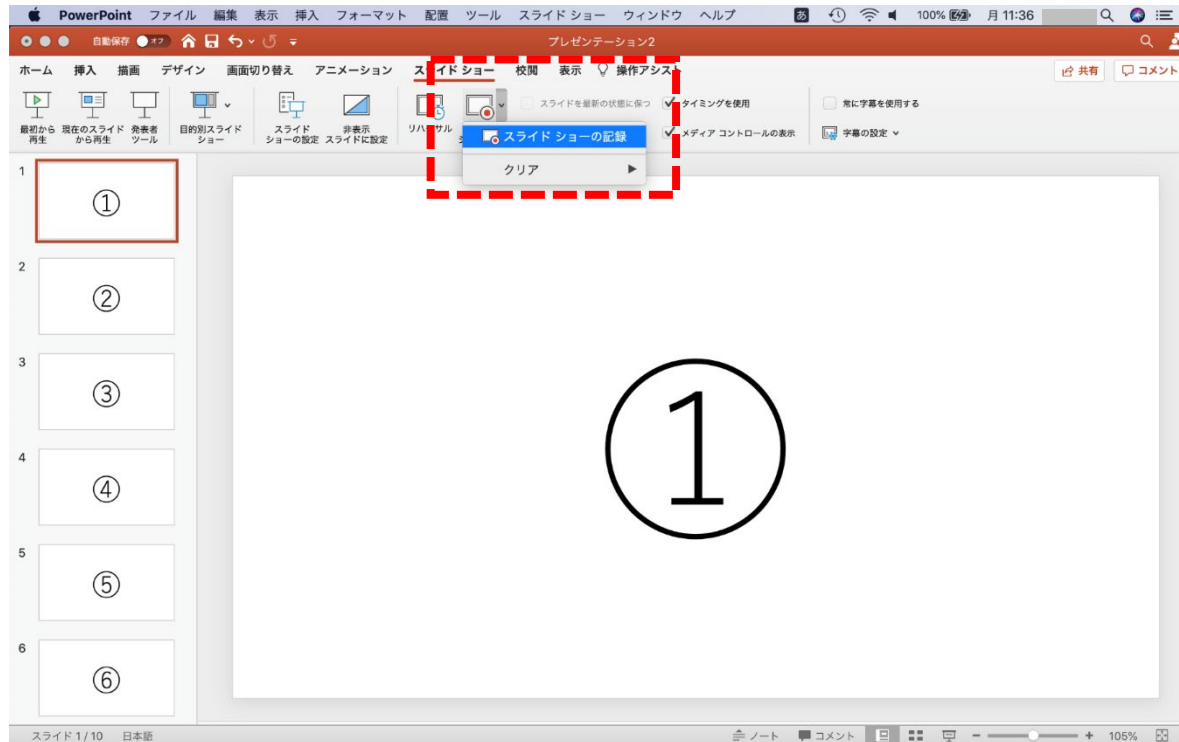 PowerPoint ファイル 編集 表示 挿入 フォーマット 配置 ツール スライド ショー ウィンドウ ヘルプ あ 100% 月 11:36
自動保存 オフ プレゼンテーション2
ホーム 挿入 描画 デザイン 画面切り替え アニメーション スライド ショー 校閲 表示 操作アシスト 共有 コメント
スライドを最新の状態に保つ タイミングを使用 常に字幕を使用する
最初から 現在のスライド 発表者 目的別スライド スライド 非表示 リハーサル
再生 から再生 ツール ショー ショーの設定 スライドに設定 メディア コントロールの表示 字幕の設定
スライド ショーの記録
クリア
1 ①
2 ②
3 ③
4 ④
5 ⑤
6 ⑥
①
スライド 1 / 10 日本語 ノート コメント 105%